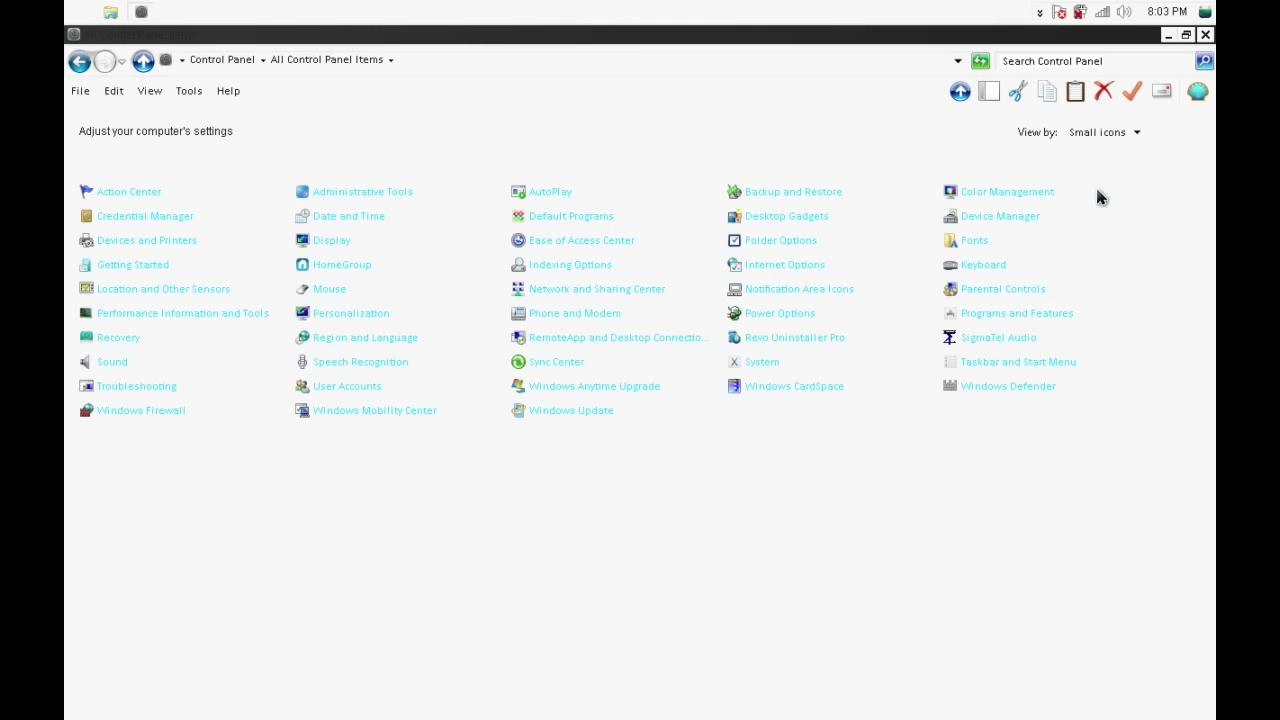 8:03 PM
Control Panel All Control Panel Items Search Control Panel
File Edit View Tools Help
Adjust your computer's settings View by: Small icons
Action Center Administrative Tools AutoPlay Backup and Restore Color Management
Credential Manager Date and Time Default Programs Desktop Gadgets Device Manager
Devices and Printers Display Ease of Access Center Folder Options Fonts
Getting Started HomeGroup Indexing Options Internet Options Keyboard
Location and Other Sensors Mouse Network and Sharing Center Notification Area Icons Parental Controls
Performance Information and Tools Personalization Phone and Modem Power Options Programs and Features
Recovery Region and Language RemoteApp and Desktop Connectio... Revo Uninstaller Pro SigmaTel Audio
Sound Speech Recognition Sync Center System Taskbar and Start Menu
Troubleshooting User Accounts Windows Anytime Upgrade Windows CardSpace Windows Defender
Windows Firewall Windows Mobility Center Windows Update